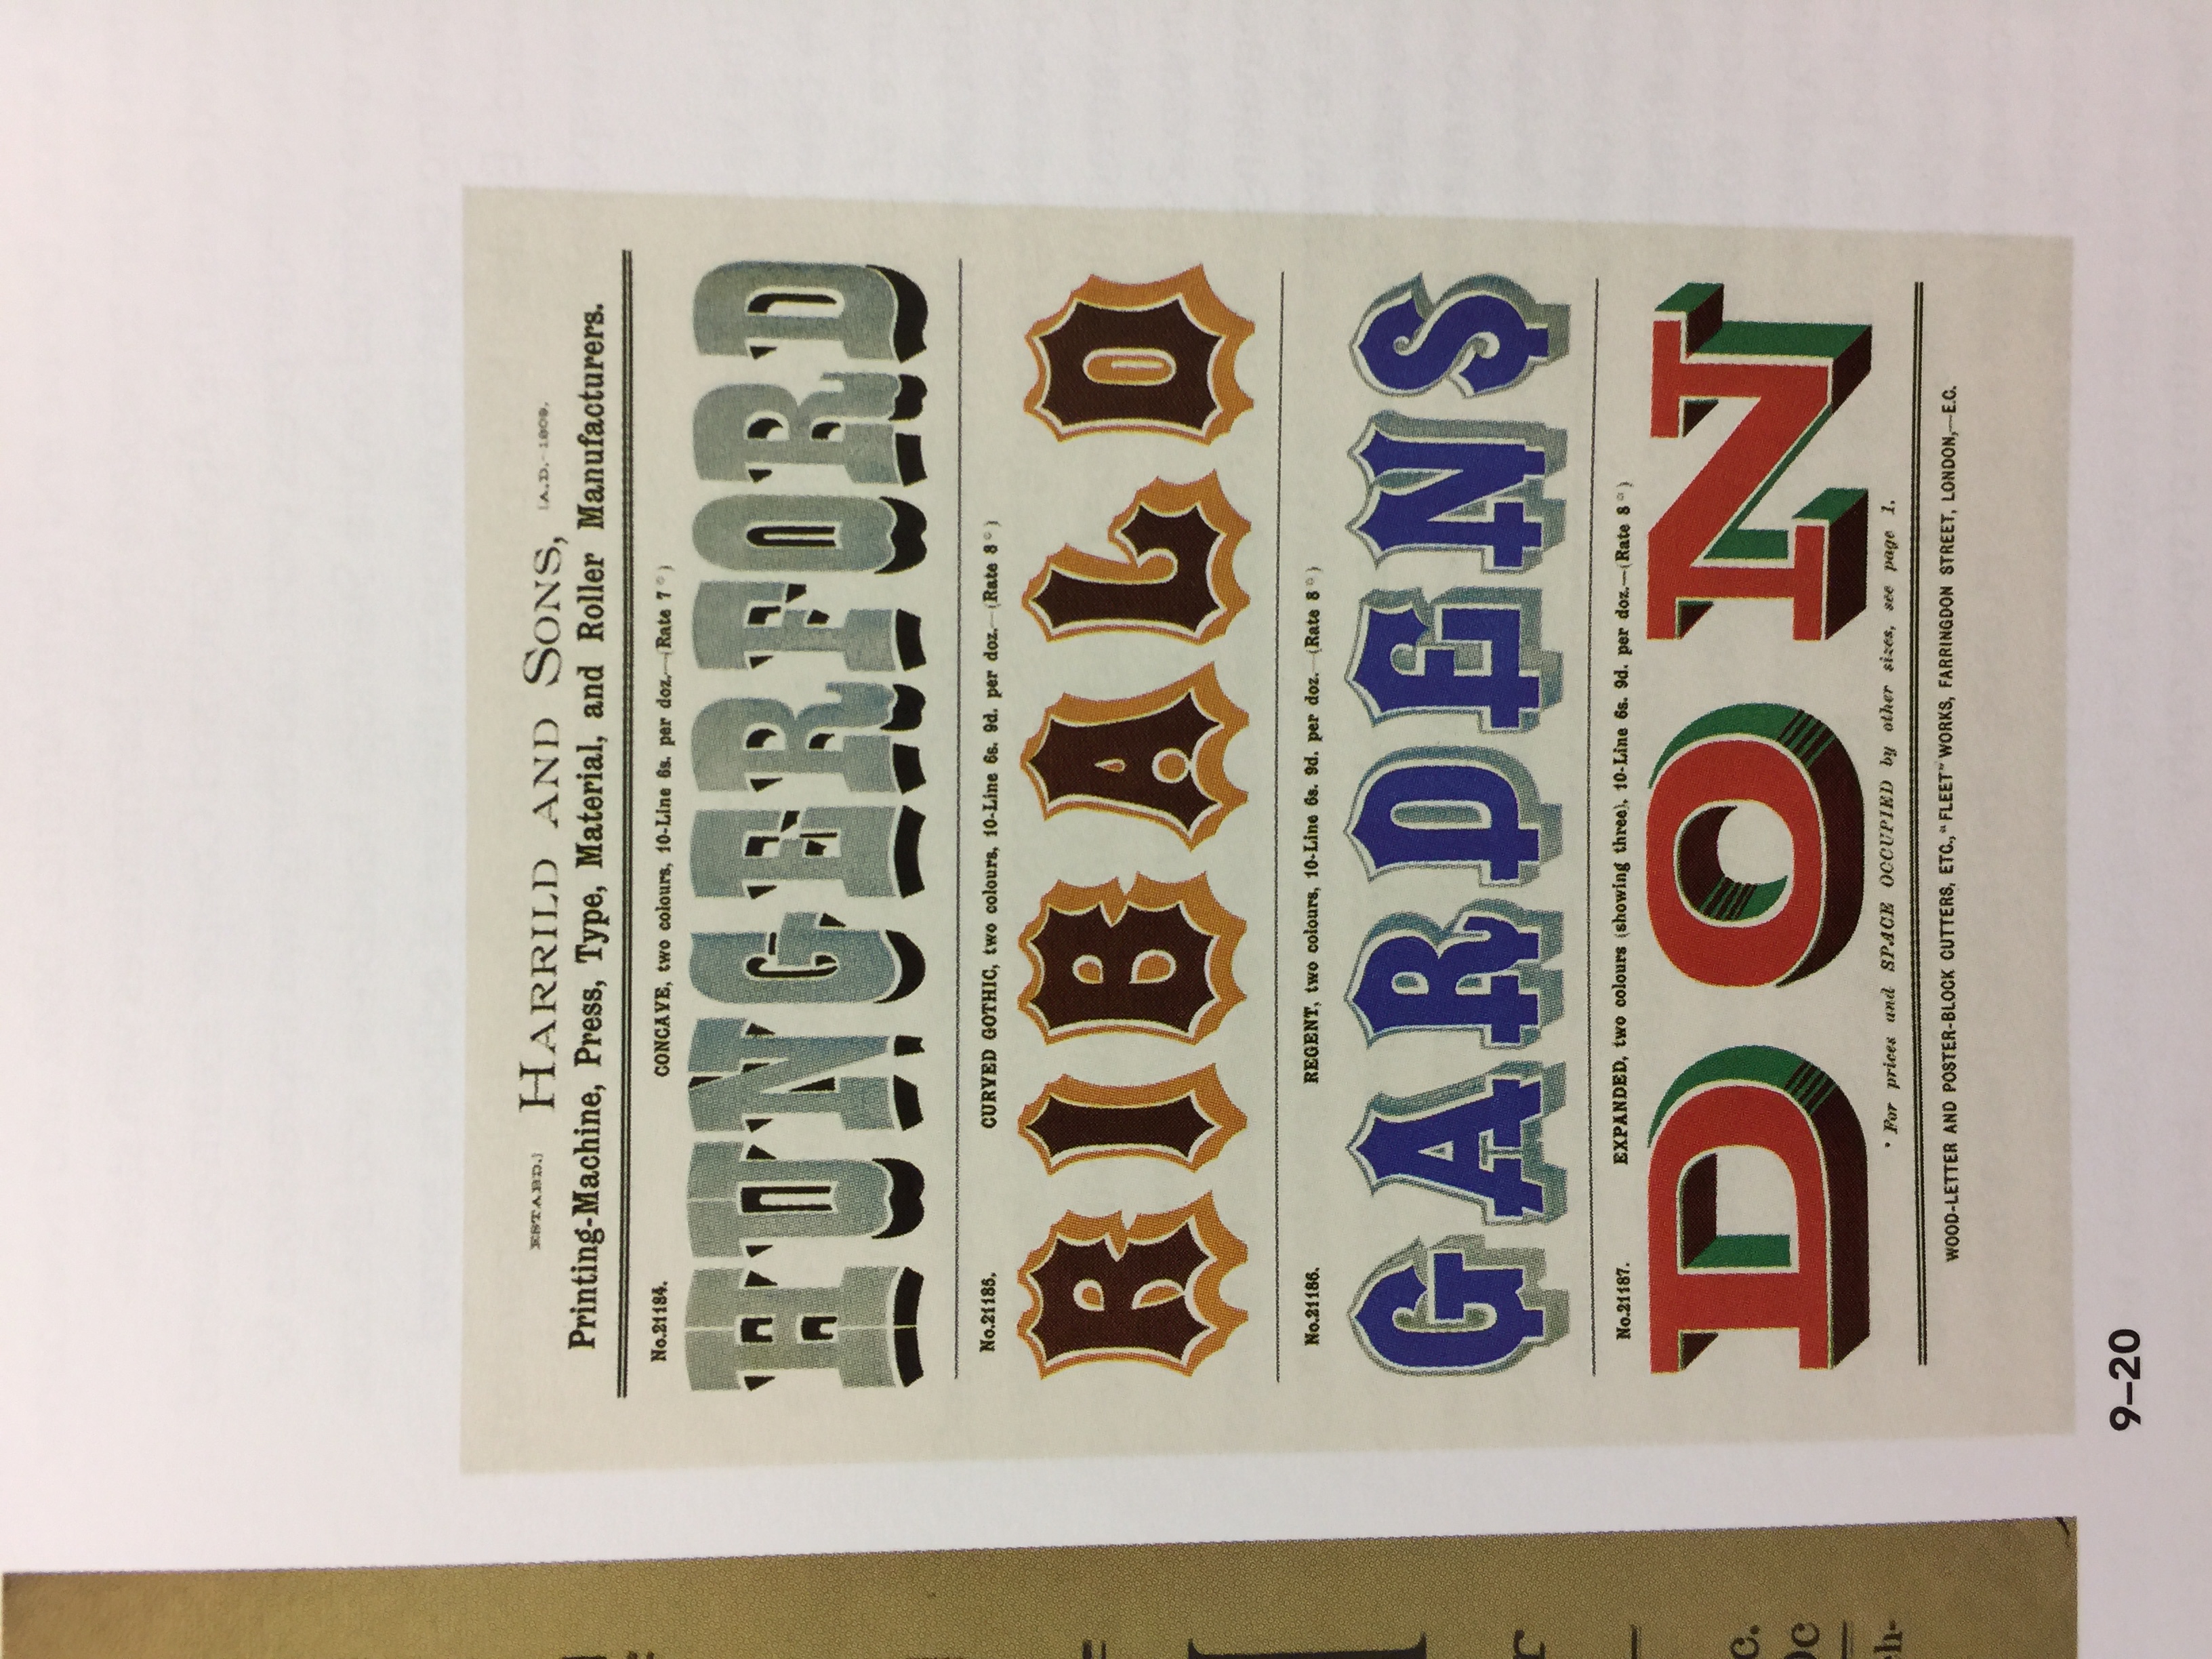 ESTABD.} HARRILD AND SONS, {A.D. 1809.
Printing-Machine, Press, Type, Material, and Roller Manufacturers.
No.21184. CONCAVE, two colours, 10-Line 6s. per doz.—(Rate 7*)
HUNGERFORD
No.21185. CURVED GOTHIC, two colours, 10-Line 6s. 9d. per doz.—(Rate 8*)
RIBALD
No.21186. REGENT, two colours, 10-Line 6s. 9d. per doz.—(Rate 8*)
GARDENS
No.21187. EXPANDED, two colours (showing three), 10-Line 6s. 9d. per doz.—(Rate 8*)
DON
* For prices and SPACE OCCUPIED by other sizes, see page 1.
WOOD-LETTER AND POSTER-BLOCK CUTTERS, ETC., "FLEET" WORKS, FARRINGDON STREET, LONDON,—E.C.
9–20
r
c.
Oc
ch-